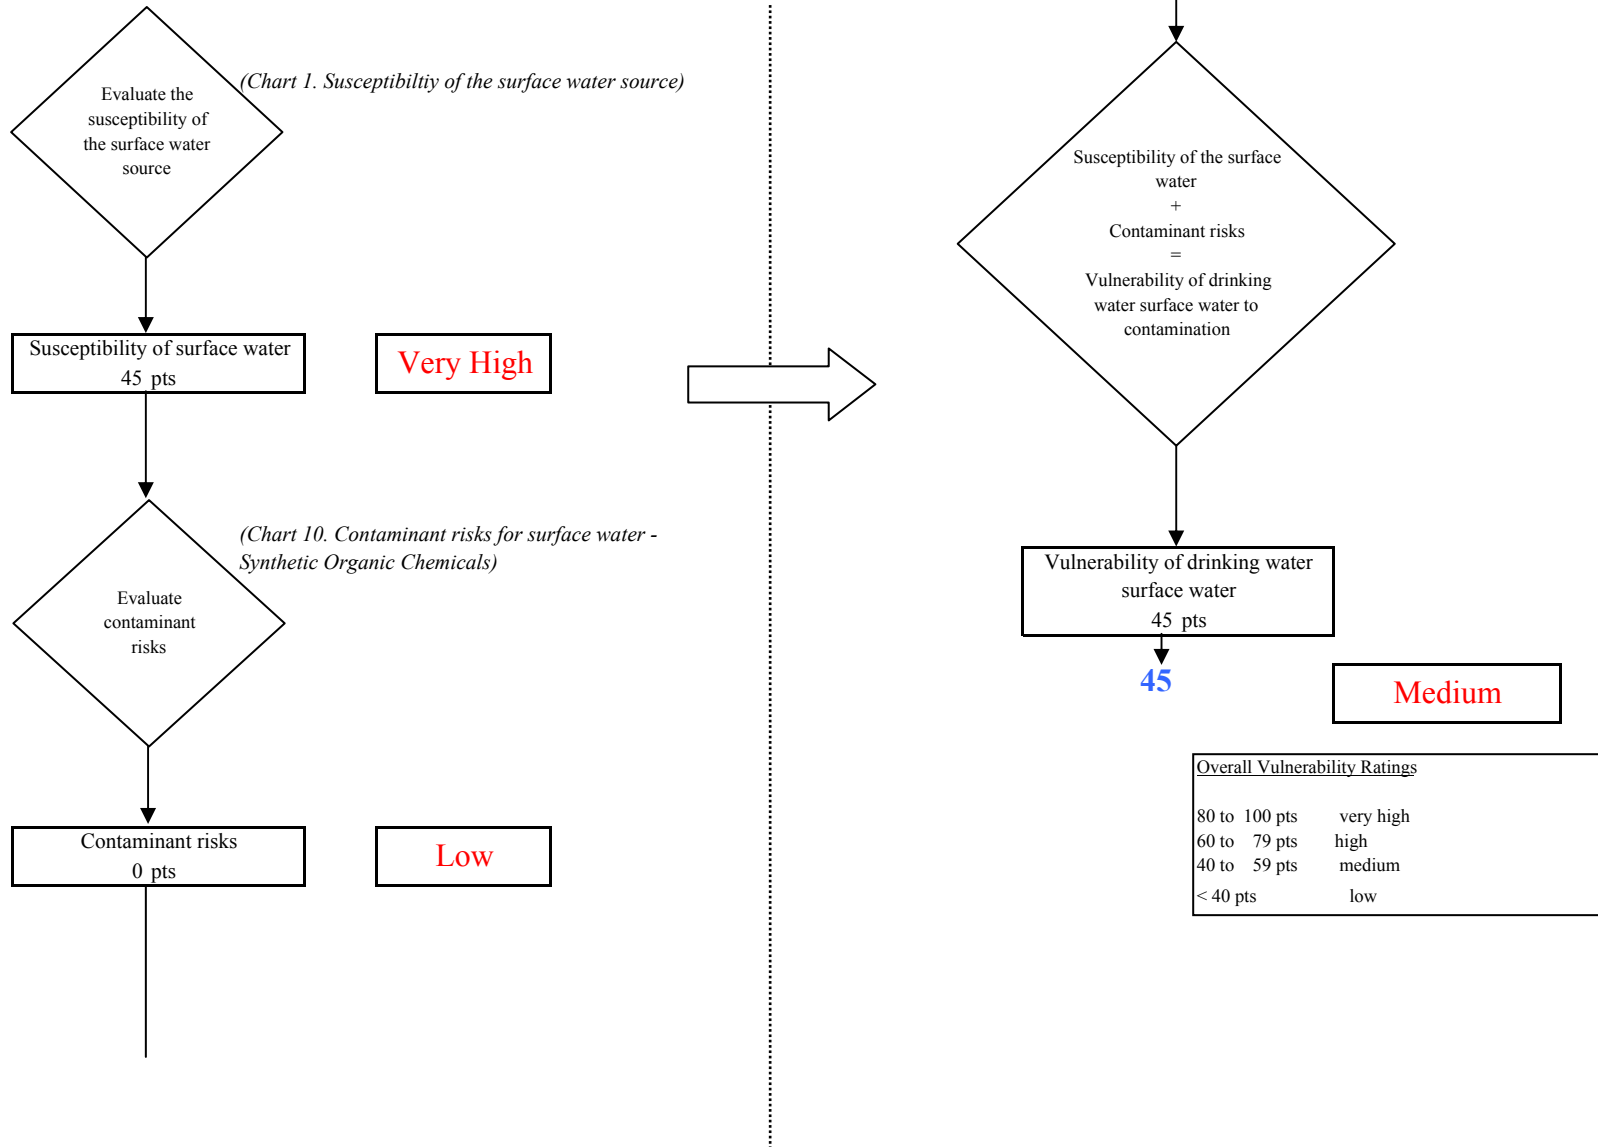 Evaluate the
susceptibility of
the surface water
source
(Chart 1. Susceptibiltiy of the surface water source)
Susceptibility of surface water
45 pts
Very High
(Chart 10. Contaminant risks for surface water -
Synthetic Organic Chemicals)
Evaluate
contaminant
risks
Contaminant risks
0 pts
Low
Susceptibility of the surface
water
+
Contaminant risks
=
Vulnerability of drinking
water surface water to
contamination
Vulnerability of drinking water
surface water
45 pts
45
Medium
Overall Vulnerability Ratings
80 to 100 pts very high
60 to 79 pts high
40 to 59 pts medium
< 40 pts low